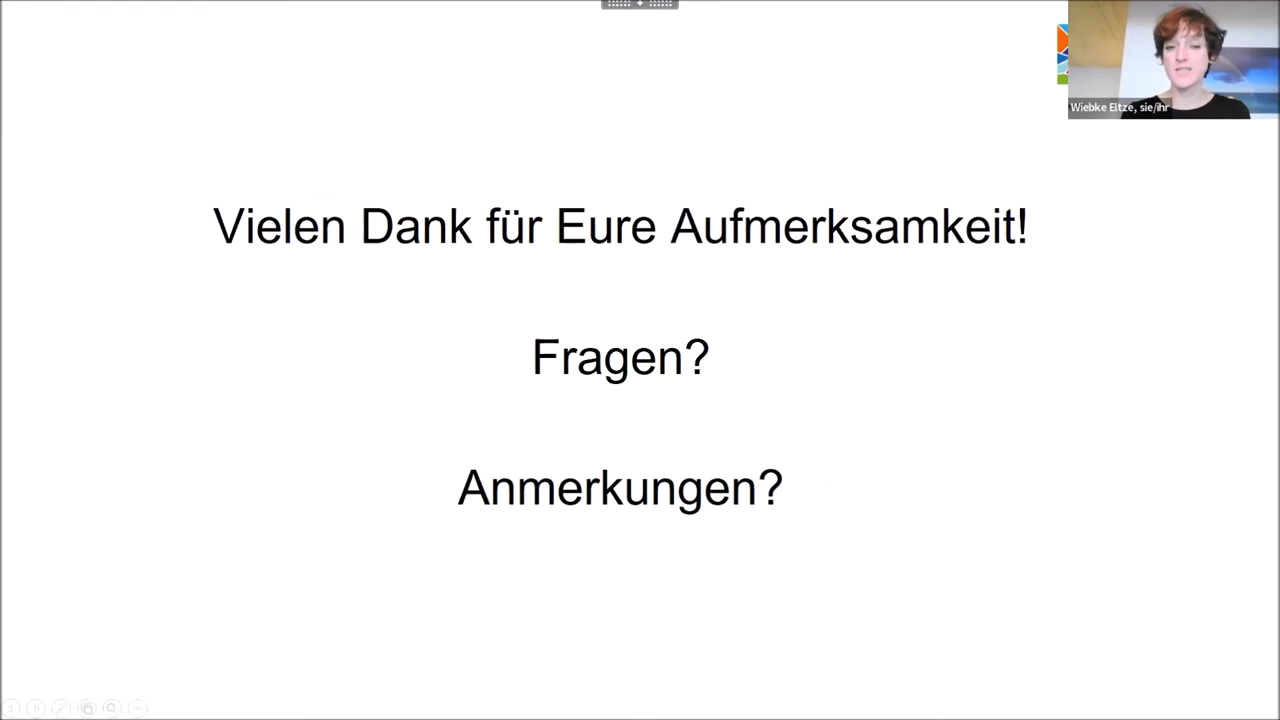 Wiebke Eltze, sie/ihr
Vielen Dank für Eure Aufmerksamkeit!
Fragen?
Anmerkungen?